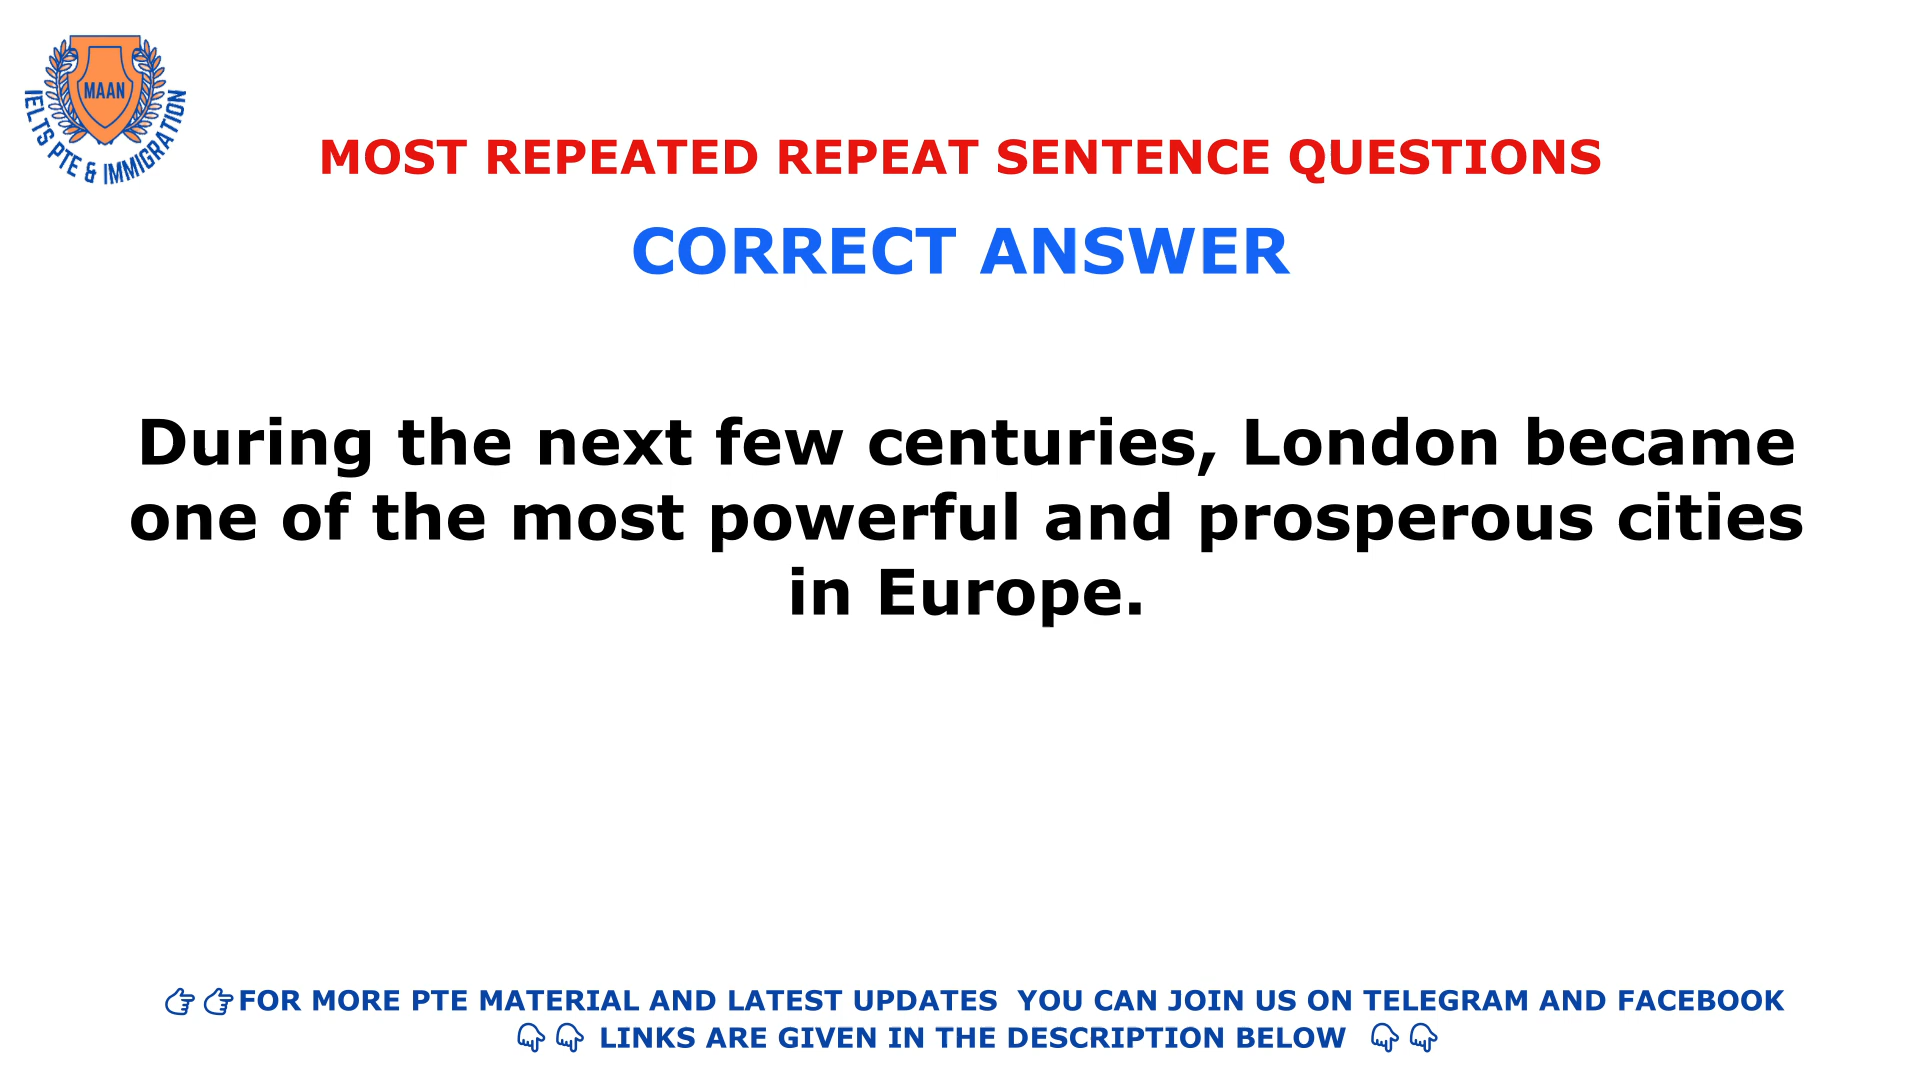 MAAN
IELTS PTE & IMMIGRATION
MOST REPEATED REPEAT SENTENCE QUESTIONS
CORRECT ANSWER
During the next few centuries, London became
one of the most powerful and prosperous cities
in Europe.
FOR MORE PTE MATERIAL AND LATEST UPDATES YOU CAN JOIN US ON TELEGRAM AND FACEBOOK
LINKS ARE GIVEN IN THE DESCRIPTION BELOW